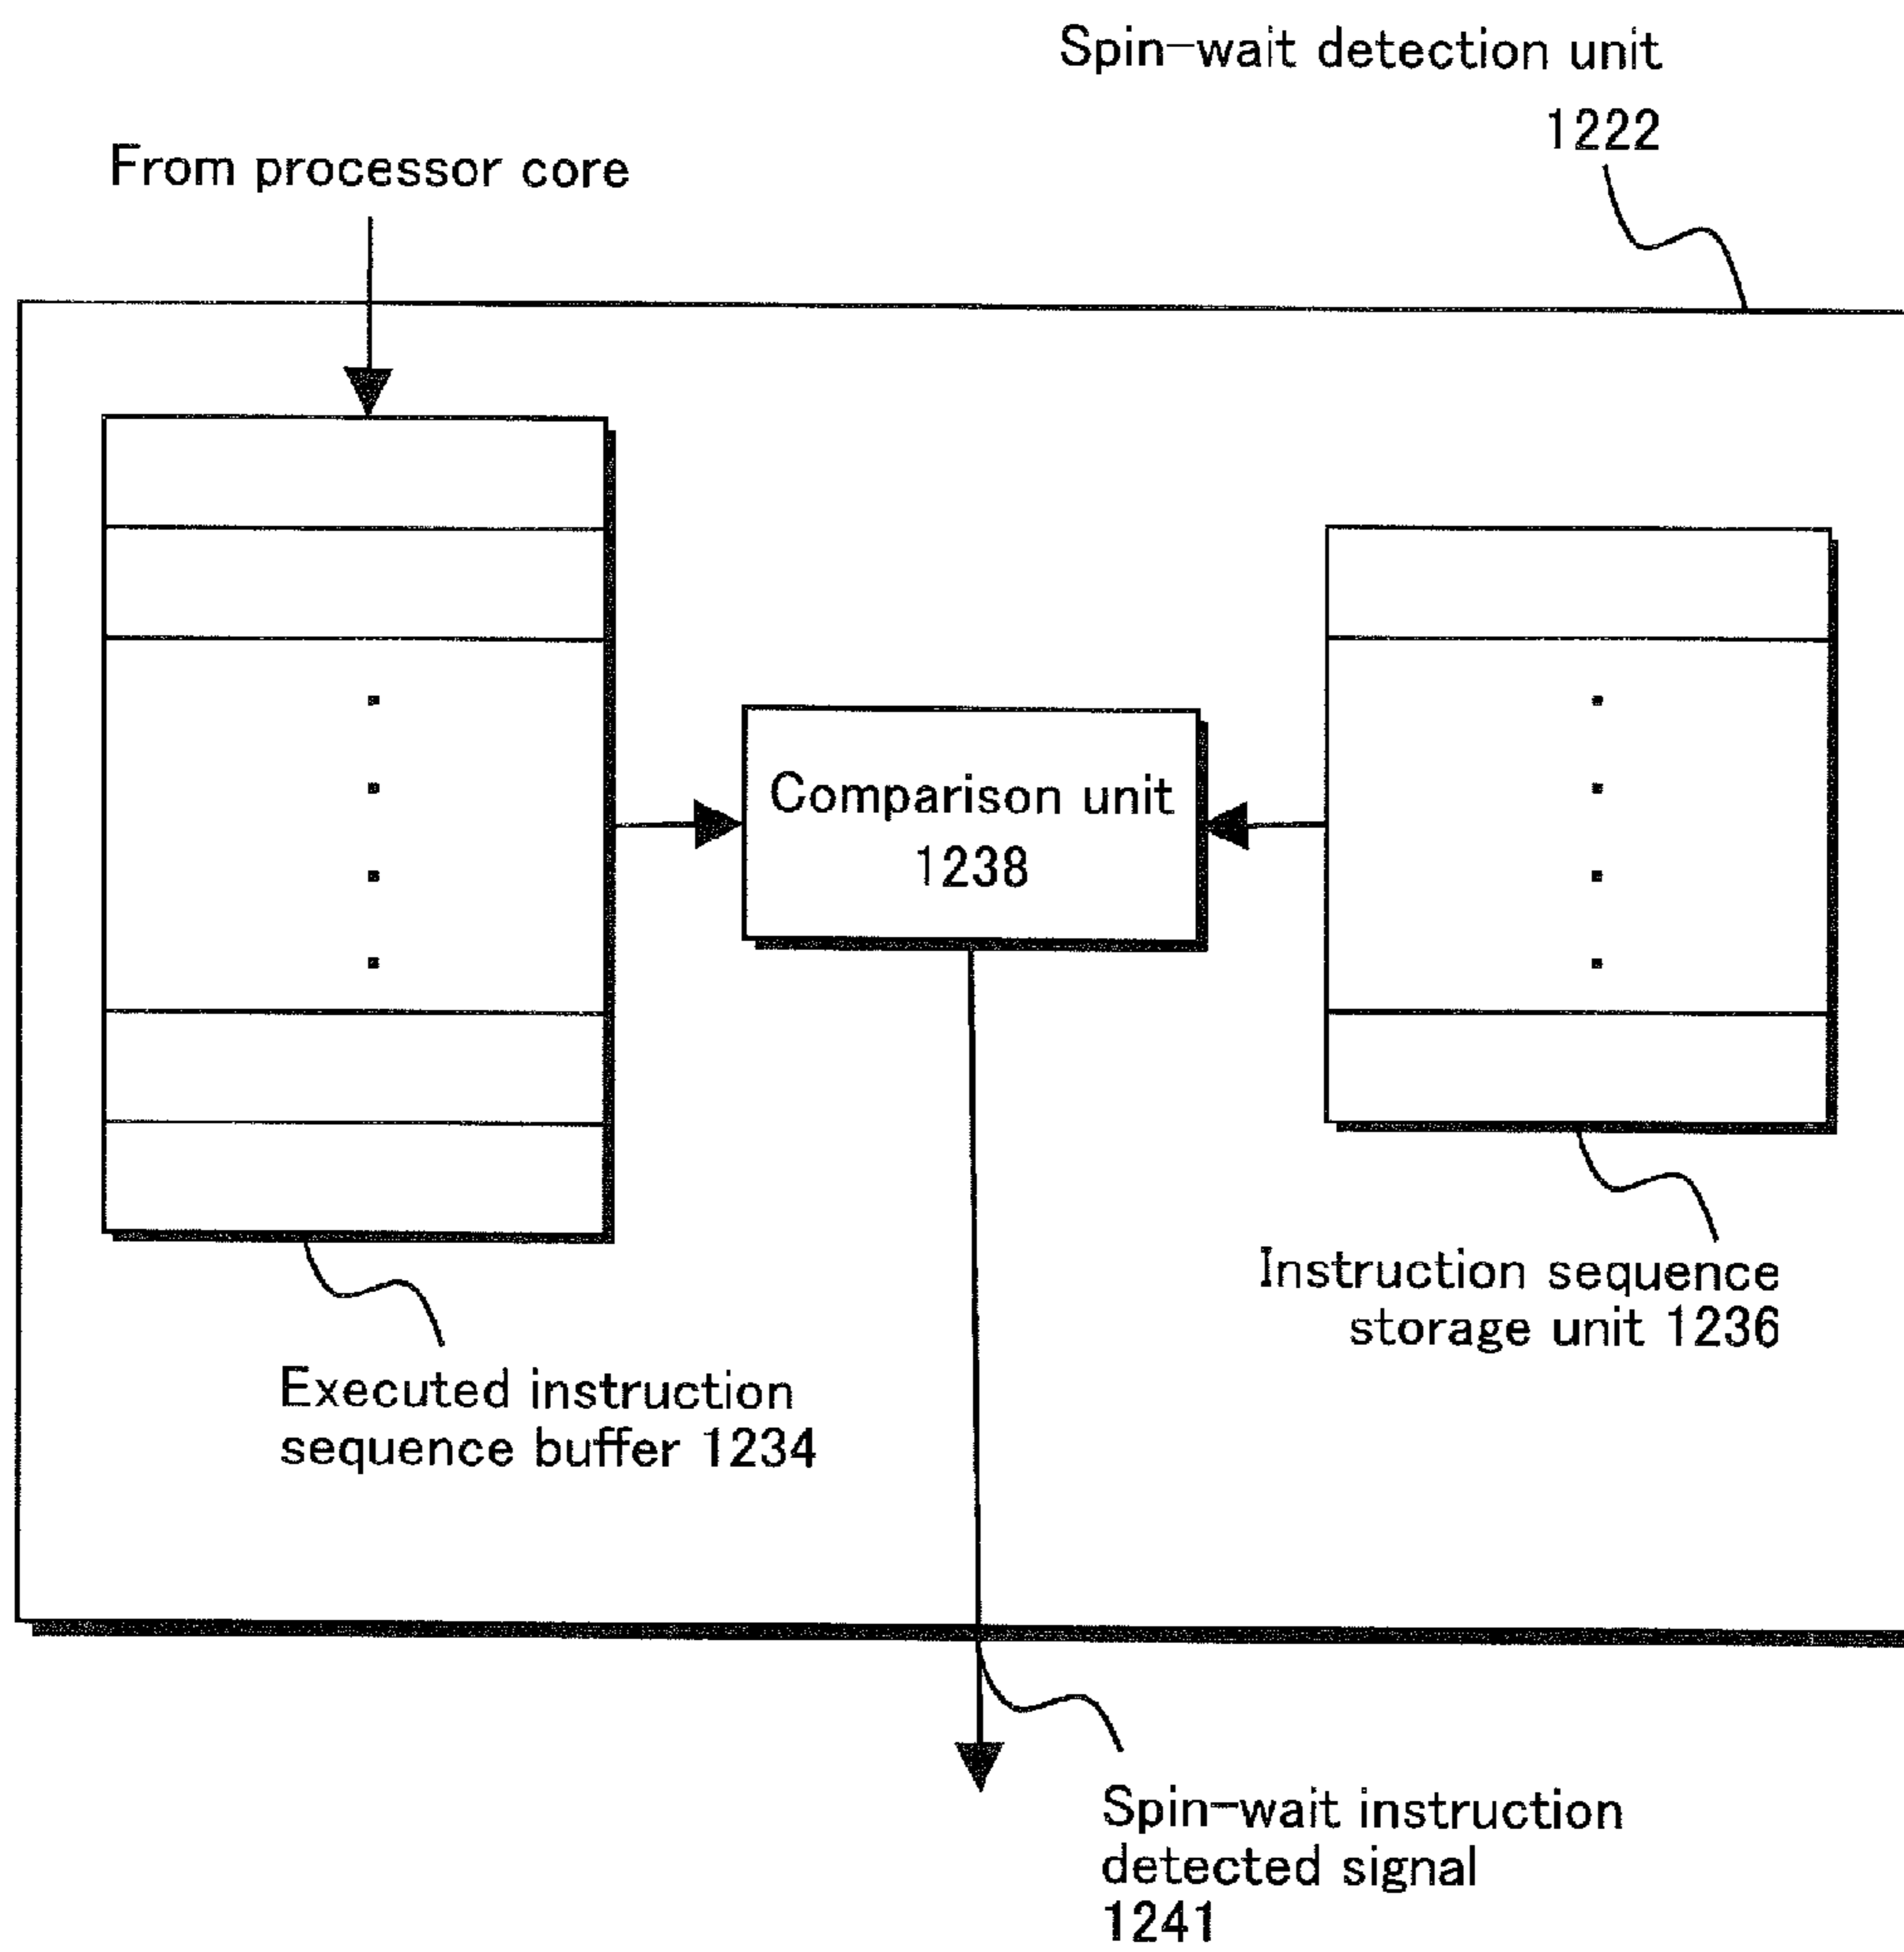 Spin-wait detection unit
1222
From processor core
Comparison unit
1238
Instruction sequence
storage unit 1236
Executed instruction
sequence buffer 1234
Spin-wait instruction
detected signal
1241